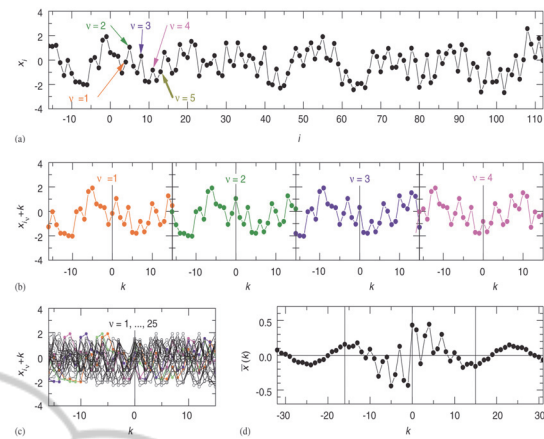 4
2
0
-2
-4
x_i
ν = 2
ν = 3
ν = 4
ν =1
ν = 5
-10 0 10 20 30 40 50 60 70 80 90 100 110
(a)
i
4
2
0
-2
-4
x_{i_ν}+k
ν =1
ν = 2
ν = 3
ν = 4
-10 0 10 -10 0 10 -10 0 10 -10 0 10
(b)
k k k k
4
2
0
-2
-4
x_{i_ν}+k
ν = 1, ..., 25
-10 0 10
(c)
k
0.5
0.0
-0.5
x̄ (k)
-30 -20 -10 0 10 20 30
(d)
k